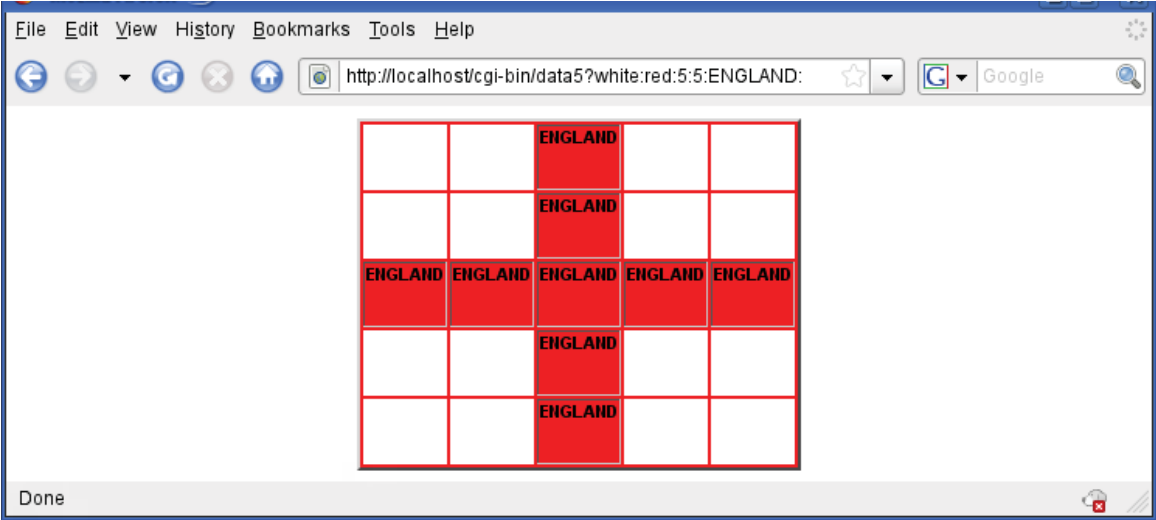 File Edit View History Bookmarks Tools Help
http://localhost/cgi-bin/data5?white:red:5:5:ENGLAND: G Google
ENGLAND
ENGLAND
ENGLAND ENGLAND ENGLAND ENGLAND ENGLAND
ENGLAND
ENGLAND
Done